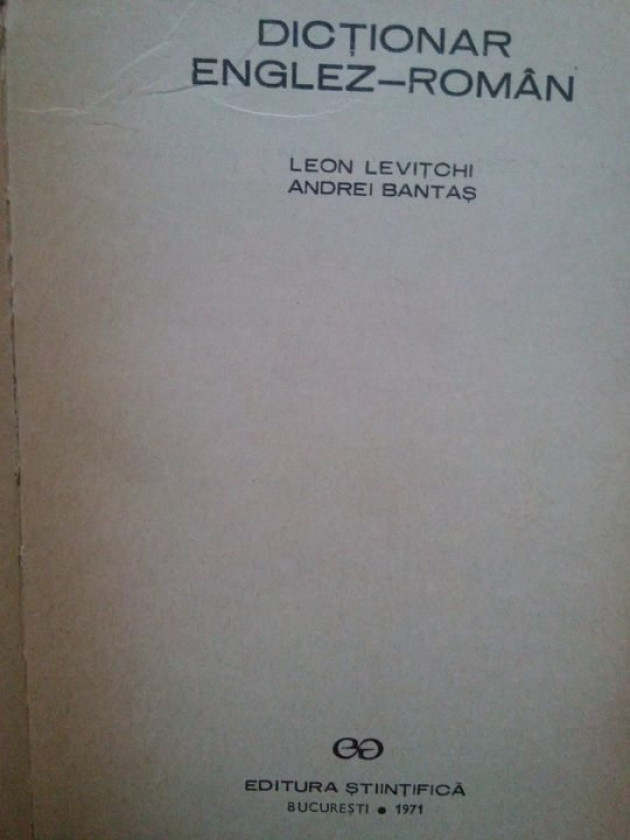 DICȚIONAR
ENGLEZ—ROMÂN
LEON LEVIȚCHI
ANDREI BANTAȘ
EDITURA ȘTIINȚIFICĂ
BUCUREȘTI ● 1971